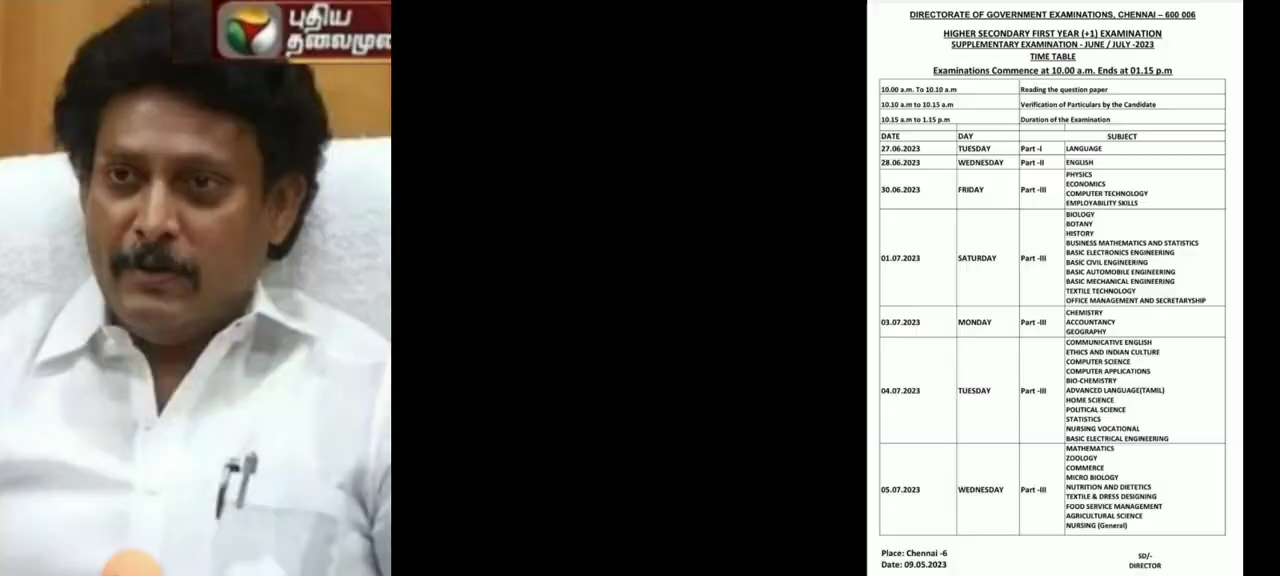 புதிய
DIRECTORATE OF GOVERNMENT EXAMINATIONS, CHENNAI – 600 006
HIGHER SECONDARY FIRST YEAR (+1) EXAMINATION
SUPPLEMENTARY EXAMINATION - JUNE / JULY -2023
TIME TABLE
Examinations Commence at 10.00 a.m. Ends at 01.15 p.m
10.00 a.m. To 10.10 a.m Reading the question paper
10.10 a.m to 10.15 a.m Verification of Particulars by the Candidate
10.15 a.m to 1.15 p.m Duration of the Examination
DATE DAY SUBJECT
27.06.2023 TUESDAY Part -I LANGUAGE
28.06.2023 WEDNESDAY Part -II ENGLISH
30.06.2023 FRIDAY Part -III PHYSICS
ECONOMICS
COMPUTER TECHNOLOGY
EMPLOYABILITY SKILLS
01.07.2023 SATURDAY Part -III BIOLOGY
BOTANY
HISTORY
BUSINESS MATHEMATICS AND STATISTICS
BASIC ELECTRONICS ENGINEERING
BASIC CIVIL ENGINEERING
BASIC AUTOMOBILE ENGINEERING
BASIC MECHANICAL ENGINEERING
TEXTILE TECHNOLOGY
OFFICE MANAGEMENT AND SECRETARYSHIP
03.07.2023 MONDAY Part -III CHEMISTRY
ACCOUNTANCY
GEOGRAPHY
04.07.2023 TUESDAY Part -III COMMUNICATIVE ENGLISH
ETHICS AND INDIAN CULTURE
COMPUTER SCIENCE
COMPUTER APPLICATIONS
BIO-CHEMISTRY
ADVANCED LANGUAGE(TAMIL)
HOME SCIENCE
POLITICAL SCIENCE
STATISTICS
NURSING VOCATIONAL
BASIC ELECTRICAL ENGINEERING
05.07.2023 WEDNESDAY Part -III MATHEMATICS
ZOOLOGY
COMMERCE
MICRO BIOLOGY
NUTRITION AND DIETETICS
TEXTILE & DRESS DESIGNING
FOOD SERVICE MANAGEMENT
AGRICULTURAL SCIENCE
NURSING (General)
Place: Chennai -6
Date: 09.05.2023
SD/-
DIRECTOR